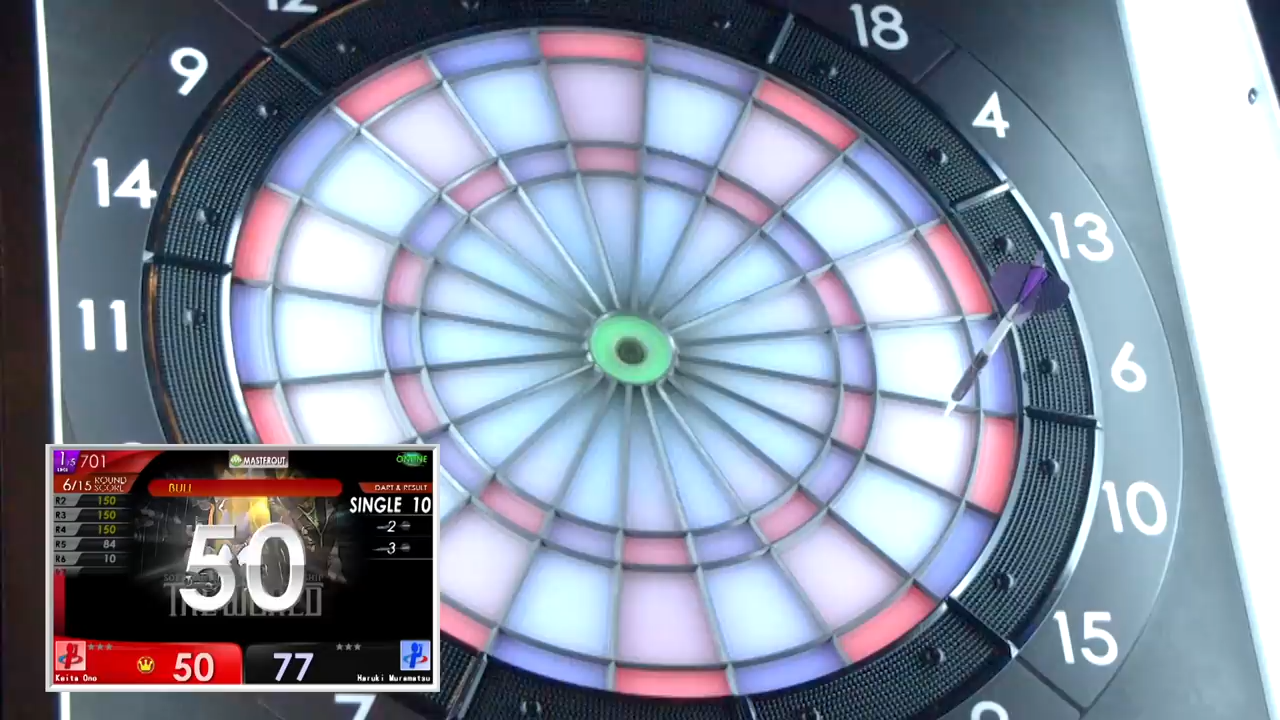 12
18
9
4
14
13
11
6
10
15
7
1/5 701
MASTEROUT
ONLINE
6/15 ROUND SCORE
BULL
DART & RESULT
SINGLE 10
R2 150
R3 150
R4 150
R5 84
R6 10
2
3
50
THE WORLD
50
77
Keita Ono
Haruki Muramatsu